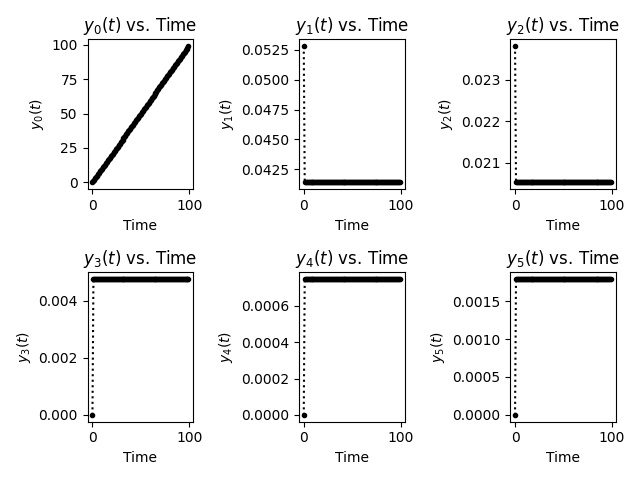 y₀(t) vs. Time
y₀(t)
100
75
50
25
0
0
100
Time
y₁(t) vs. Time
y₁(t)
0.0525
0.0500
0.0475
0.0450
0.0425
0
100
Time
y₂(t) vs. Time
y₂(t)
0.023
0.022
0.021
0
100
Time
y₃(t) vs. Time
y₃(t)
0.004
0.002
0.000
0
100
Time
y₄(t) vs. Time
y₄(t)
0.0006
0.0004
0.0002
0.0000
0
100
Time
y₅(t) vs. Time
y₅(t)
0.0015
0.0010
0.0005
0.0000
0
100
Time